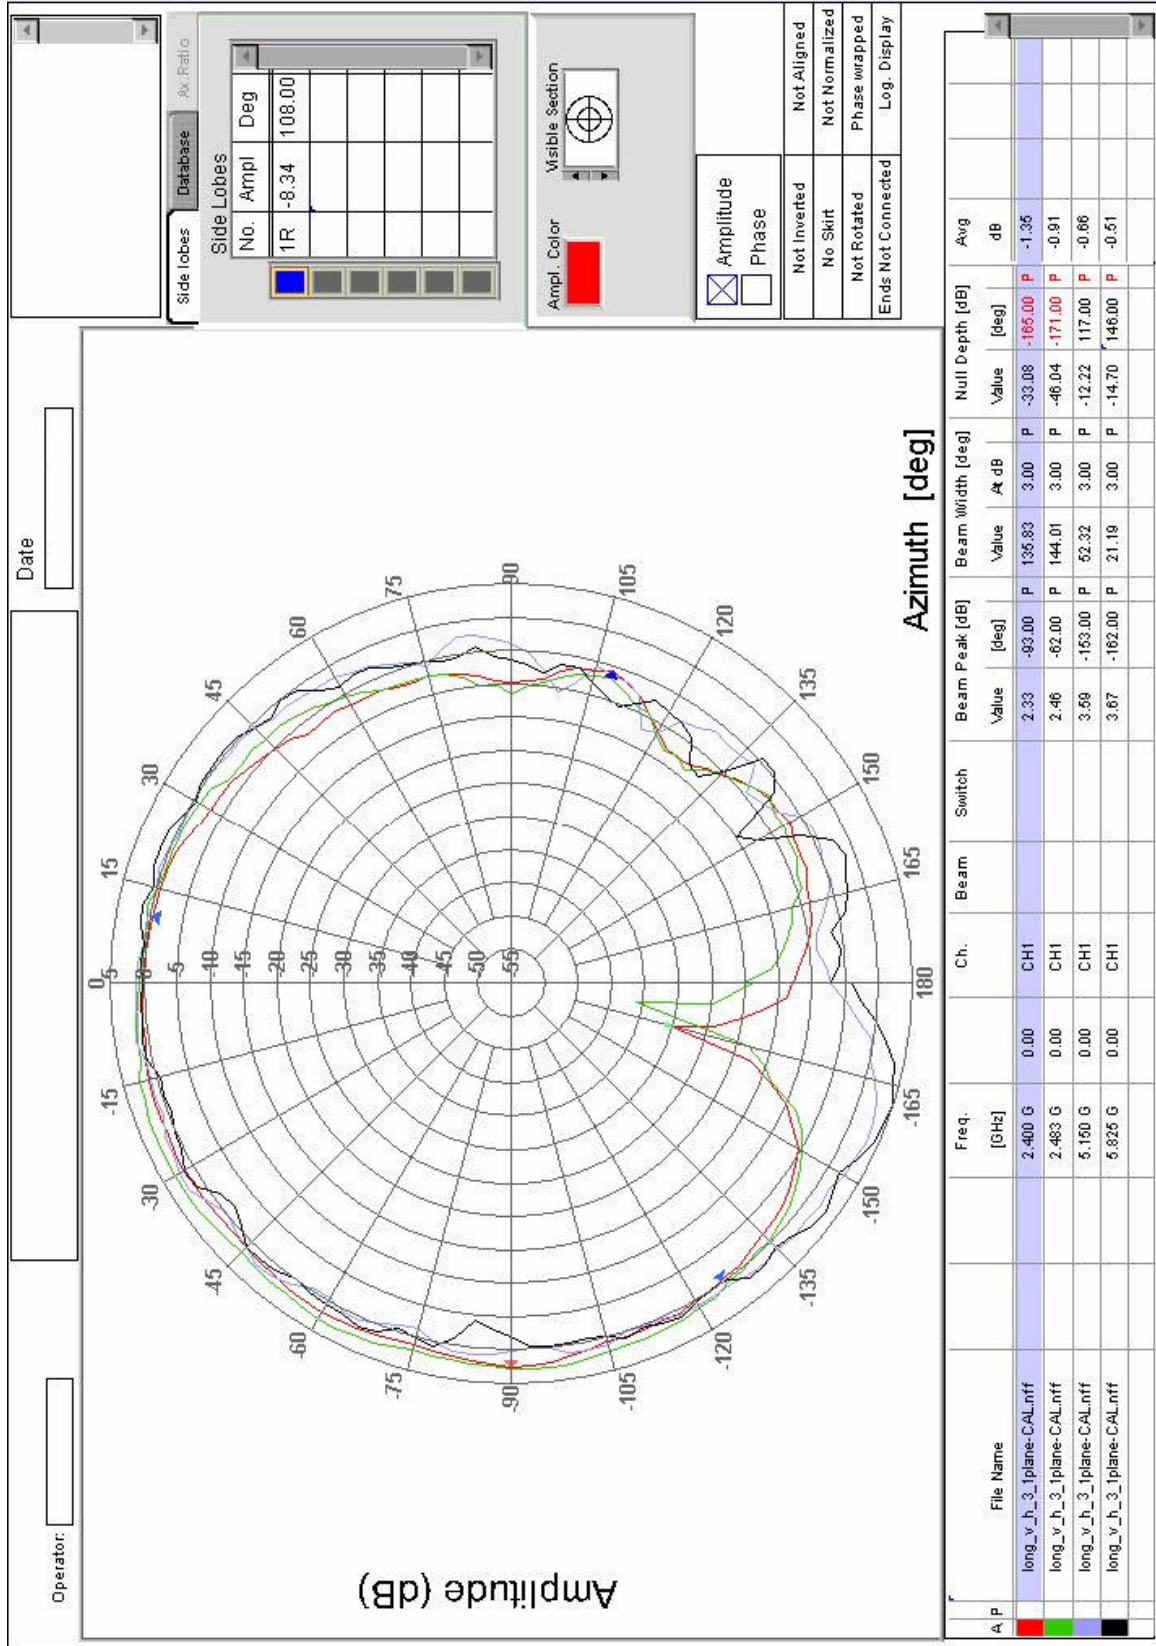 Operator:
Date
Side lobes Database Ax. Ratio
Side Lobes
No. Ampl Deg
1R -8.34 108.00
Ampl. Color Visible Section
Amplitude
Phase
Not Inverted Not Aligned
No Skirt Not Normalized
Not Rotated Phase wrapped
Ends Not Connected Log. Display
Amplitude (dB)
0
-15 15
-30 30
-45 45
-60 60
-75 75
-90 90
-105 105
-120 120
-135 135
-150 150
-165 165
180
5
0
-5
-10
-15
-20
-25
-30
-35
-40
-45
-50
-55
Azimuth [deg]
Freq. Ch. Beam Switch Beam Peak [dB] Beam Width [deg] Null Depth [dB] Avg
A P File Name [GHz] Value [deg] Value At dB Value [deg] dB
long_v_h_3_1plane-CAL.nff 2.400 G 0.00 CH1 2.33 -93.00 P 135.83 3.00 P -33.08 -165.00 P -1.35
long_v_h_3_1plane-CAL.nff 2.483 G 0.00 CH1 2.46 -62.00 P 144.01 3.00 P -46.04 -171.00 P -0.91
long_v_h_3_1plane-CAL.nff 5.150 G 0.00 CH1 3.59 -153.00 P 52.32 3.00 P -12.22 117.00 P -0.66
long_v_h_3_1plane-CAL.nff 5.825 G 0.00 CH1 3.67 -162.00 P 21.19 3.00 P -14.70 146.00 P -0.51